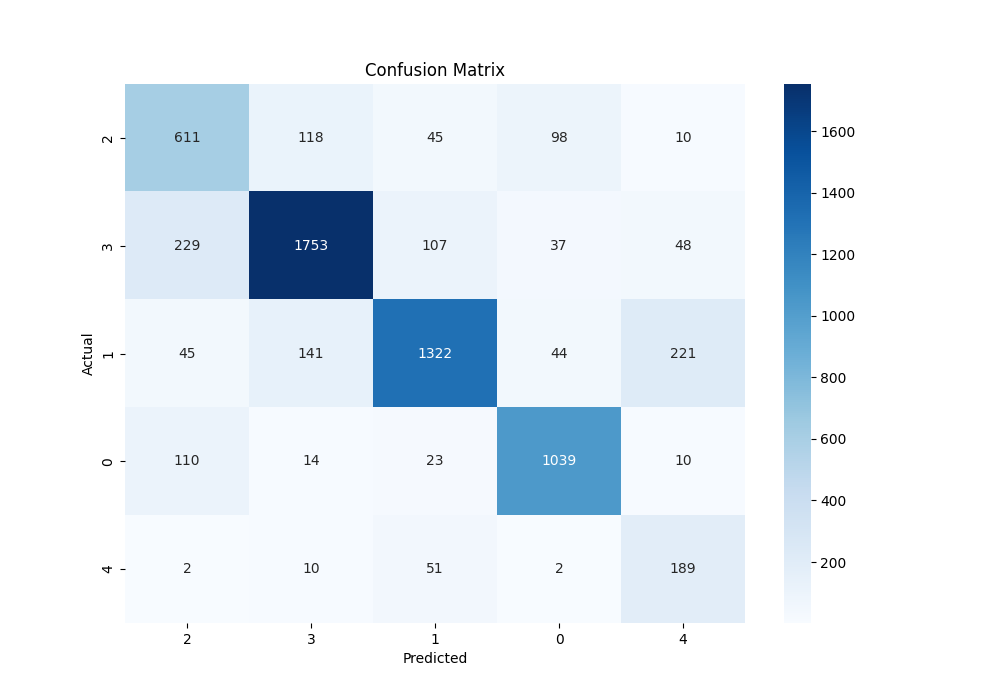 Confusion Matrix
2 611 118 45 98 10
3 229 1753 107 37 48
1 45 141 1322 44 221
0 110 14 23 1039 10
4 2 10 51 2 189
2 3 1 0 4
Predicted
Actual
1600
1400
1200
1000
800
600
400
200